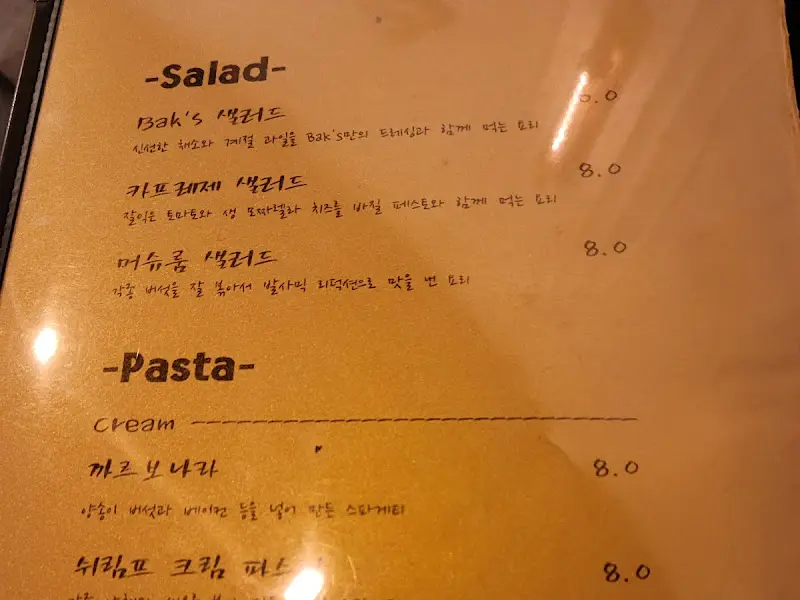 -Salad-
Bak's 샐러드
신선한 채소와 계절 과일을 Bak's만의 드레싱과 함께 먹는 요리
카프레제 샐러드 8.0
잘익은 토마토와 생 모짜렐라 치즈를 바질 페스토와 함께 먹는 요리
머슈룸 샐러드 8.0
각종 버섯을 잘 볶아서 발사믹 리덕션으로 맛을 낸 요리
-Pasta-
cream
까르보나라 8.0
양송이 버섯과 베이컨 등을 넣어 만든 스파게티
쉬림프 크림 8.0